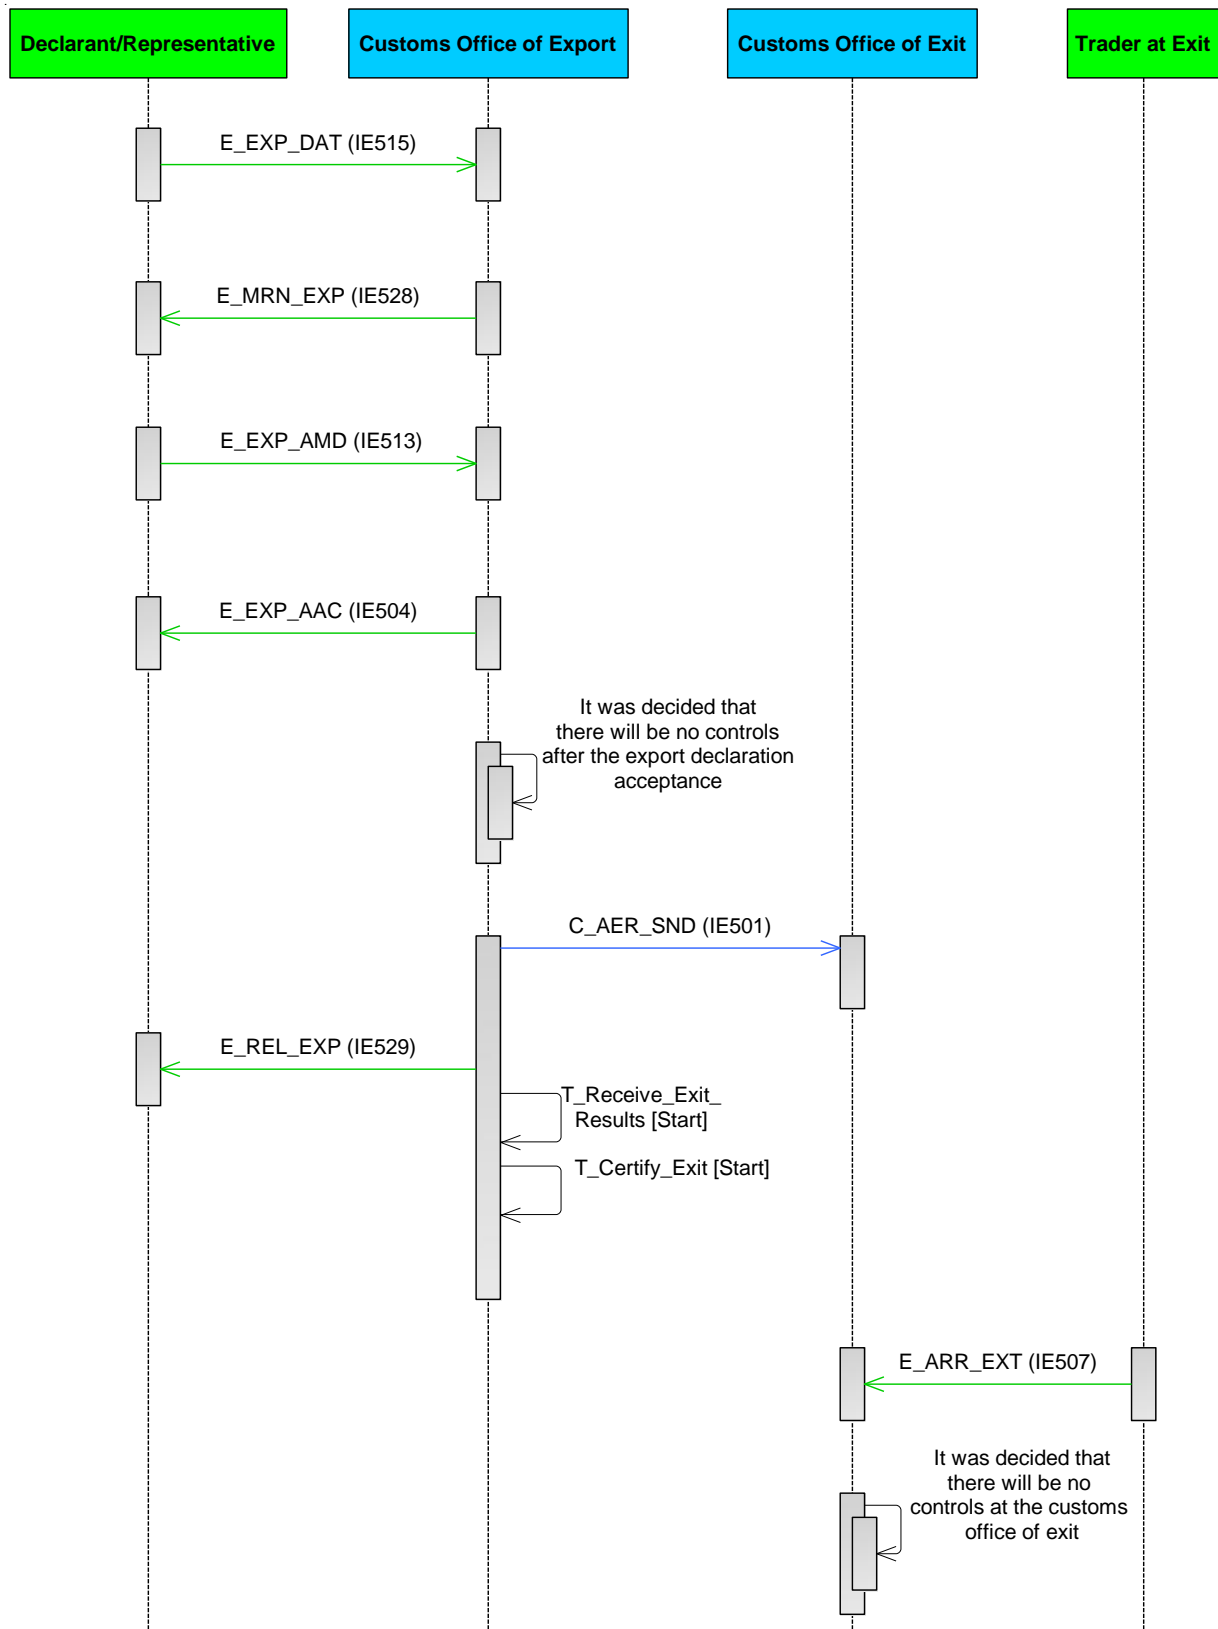 Declarant/Representative
Customs Office of Export
Customs Office of Exit
Trader at Exit
E_EXP_DAT (IE515)
E_MRN_EXP (IE528)
E_EXP_AMD (IE513)
E_EXP_AAC (IE504)
It was decided that
there will be no controls
after the export declaration
acceptance
C_AER_SND (IE501)
E_REL_EXP (IE529)
T_Receive_Exit_
Results [Start]
T_Certify_Exit [Start]
E_ARR_EXT (IE507)
It was decided that
there will be no
controls at the customs
office of exit